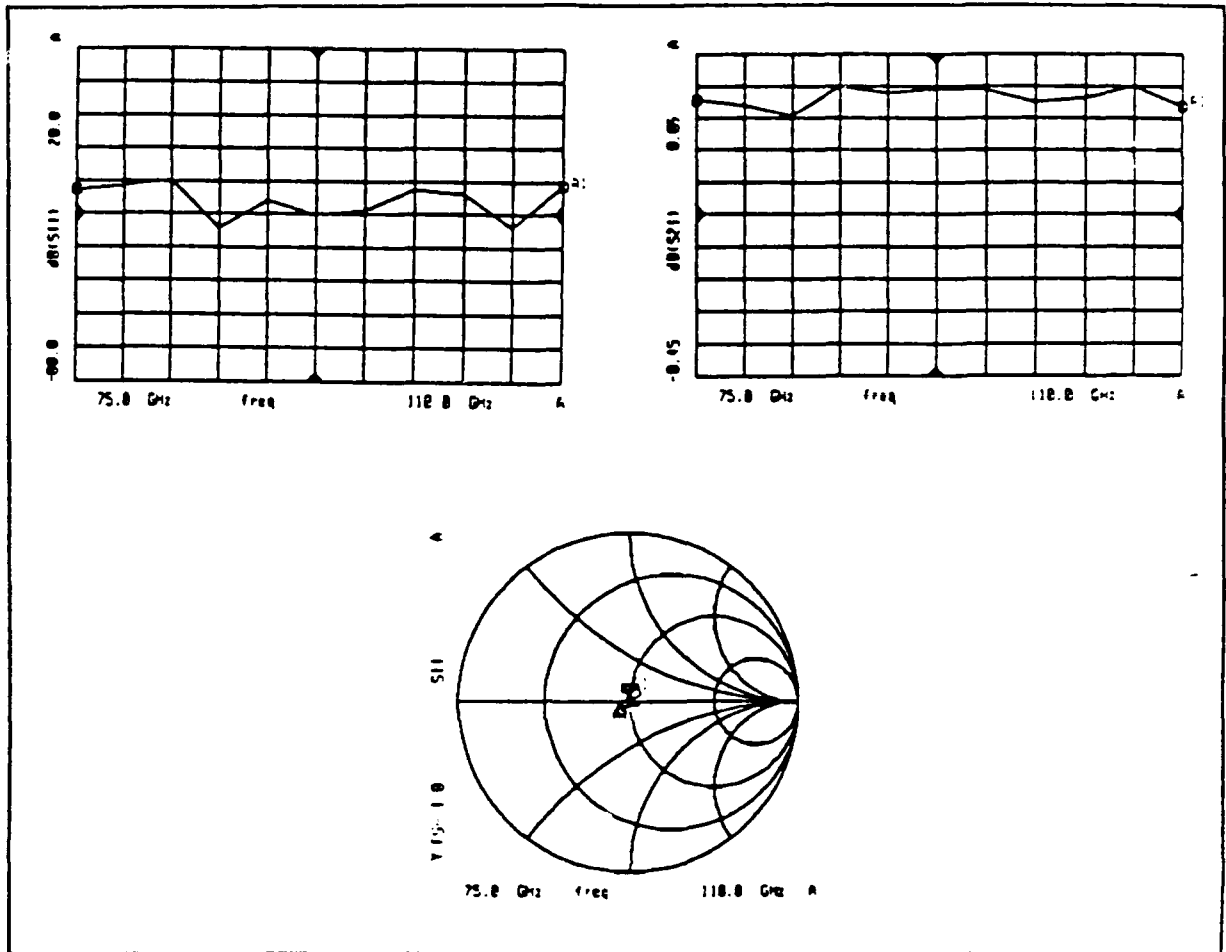 A
20.0
dB(S11)
-80.0
75.0 GHz freq 110.0 GHz A
A
0.05
dB(S21)
-0.45
75.0 GHz freq 110.0 GHz A
A
S11
75.0 GHz freq 110.0 GHz A